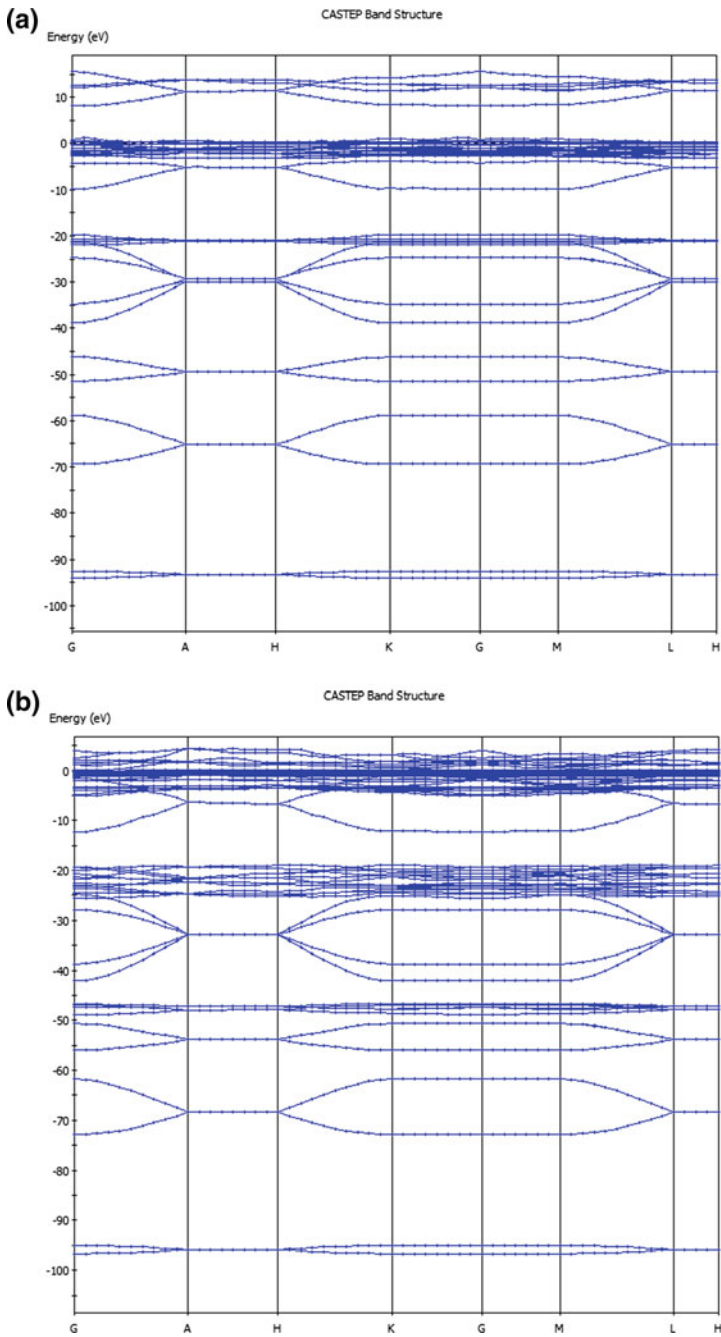 (a)
CASTEP Band Structure
Energy (eV)
10
0
-10
-20
-30
-40
-50
-60
-70
-80
-90
-100
G A H K G M L H
(b)
CASTEP Band Structure
Energy (eV)
0
-10
-20
-30
-40
-50
-60
-70
-80
-90
-100
G A H K G M L H